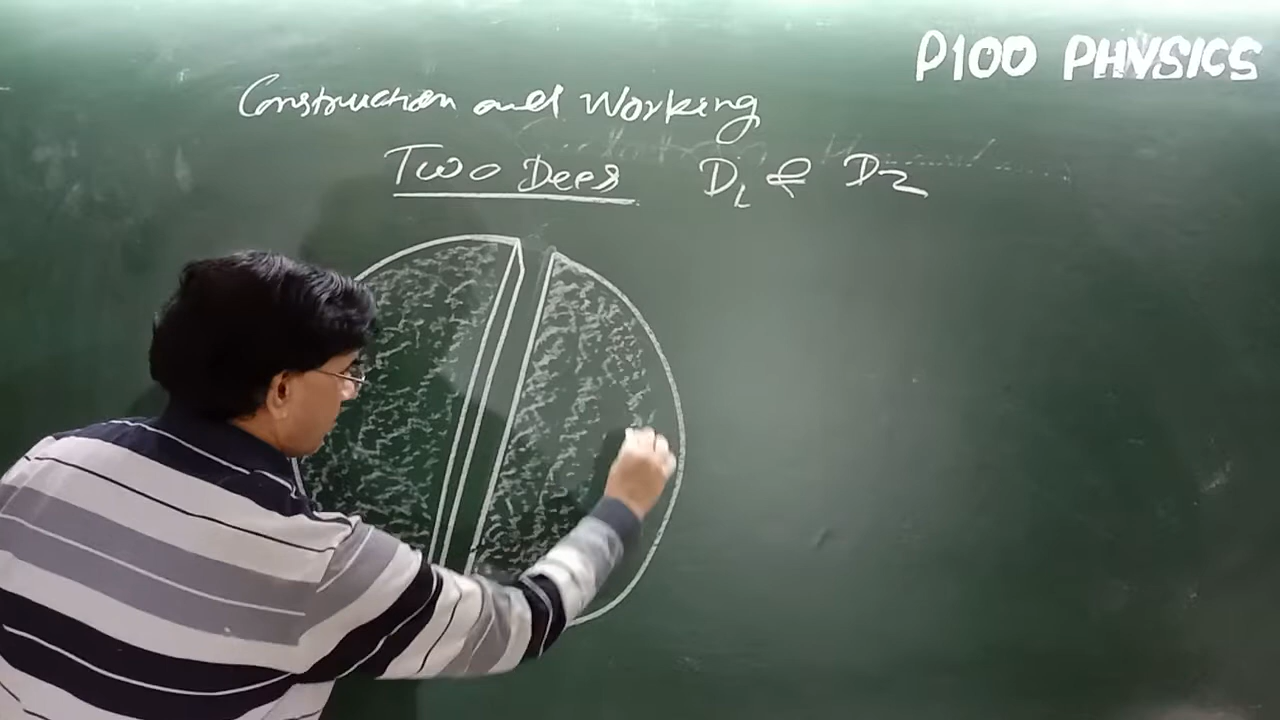 P100 PHYSICS
Construction and Working
Two Dees D1 & D2